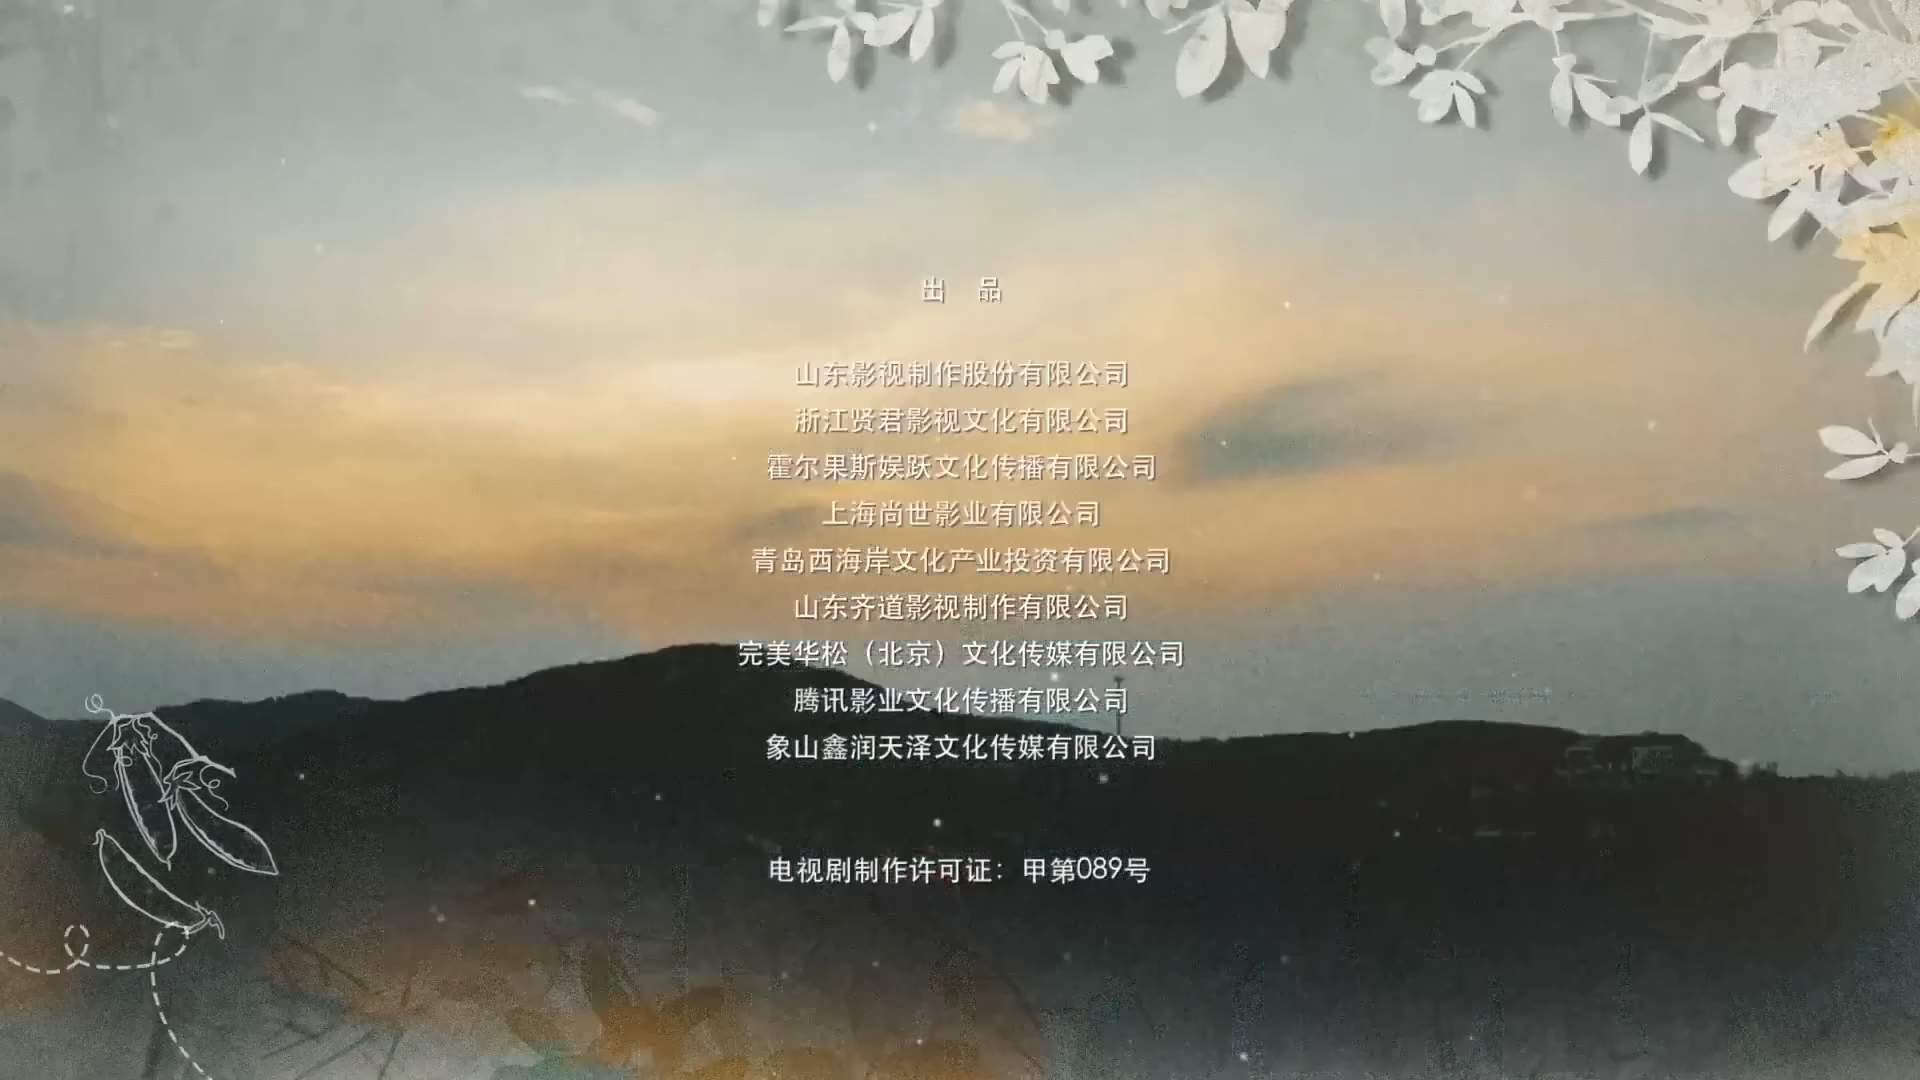 出 品
山东影视制作股份有限公司
浙江贤君影视文化有限公司
霍尔果斯娱跃文化传播有限公司
上海尚世影业有限公司
青岛西海岸文化产业投资有限公司
山东齐道影视制作有限公司
完美华松（北京）文化传媒有限公司
腾讯影业文化传播有限公司
象山鑫润天泽文化传媒有限公司
电视剧制作许可证：甲第089号